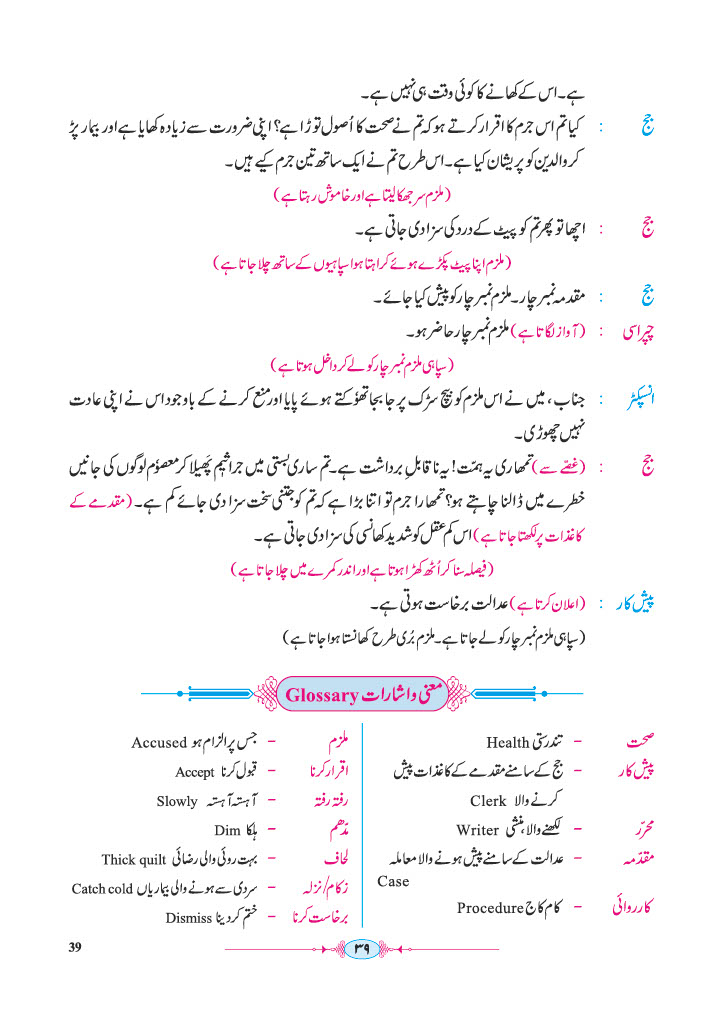 ہے۔ اس کے کھانے کا کوئی وقت ہی نہیں ہے۔
جج : کیا تم اس جرم کا اقرار کرتے ہو کہ تم نے صحت کا اُصول توڑا ہے؟ اپنی ضرورت سے زیادہ کھایا ہے اور بیمار پڑ
کر والدین کو پریشان کیا ہے۔ اس طرح تم نے ایک ساتھ تین جرم کیے ہیں۔
(ملزم سر جھکا لیتا ہے اور خاموش رہتا ہے)
جج : اچھا تو پھر تم کو پیٹ کے درد کی سزا دی جاتی ہے۔
(ملزم اپنا پیٹ پکڑے ہوئے کراہتا ہوا سپاہیوں کے ساتھ چلا جاتا ہے)
جج : مقدمہ نمبر چار۔ ملزم نمبر چار کو پیش کیا جائے۔
چپراسی : (آواز لگاتا ہے) ملزم نمبر چار حاضر ہو۔
(سپاہی ملزم نمبر چار کو لے کر داخل ہوتا ہے)
انسپکٹر : جناب، میں نے اس ملزم کو بیچ سڑک پر جا بجا تھوٗکتے ہوئے پایا اور منع کرنے کے باوجود اس نے اپنی عادت
نہیں چھوڑی۔
جج : (غصّے سے) تمھاری یہ ہمّت! یہ نا قابلِ برداشت ہے۔ تم ساری بستی میں جراثیم پھیلا کر معصوٗم لوگوں کی جانیں
خطرے میں ڈالنا چاہتے ہو؟ تمھارا جرم تو اتنا بڑا ہے کہ تم کو جتنی سخت سزا دی جائے کم ہے۔ (مقدمے کے
کاغذات پر لکھتا جاتا ہے) اس کم عقل کو شدید کھانسی کی سزا دی جاتی ہے۔
(فیصلہ سنا کر اُٹھ کھڑا ہوتا ہے اور اندر کمرے میں چلا جاتا ہے)
پیش کار : (اعلان کرتا ہے) عدالت برخاست ہوتی ہے۔
(سپاہی ملزم نمبر چار کو لے جاتا ہے۔ ملزم بُری طرح کھانستا ہوا جاتا ہے)
معنی و اشارات Glossary
صحت - تندرستی Health
پیش کار - جج کے سامنے مقدمے کے کاغذات پیش
کرنے والا Clerk
محرّر - لکھنے والا، منشی Writer
مقدّمہ - عدالت کے سامنے پیش ہونے والا معاملہ
Case
کارروائی - کام کاج Procedure
ملزم - جس پر الزام ہو Accused
اقرار کرنا - قبول کرنا Accept
رفتہ رفتہ - آہستہ آہستہ Slowly
مدّھم - ہلکا Dim
لحاف - بہت روئی والی رضائی Thick quilt
زکام/نزلہ - سردی سے ہونے والی بیماریاں Catch cold
برخاست کرنا - ختم کردینا Dismiss
39
۳۹